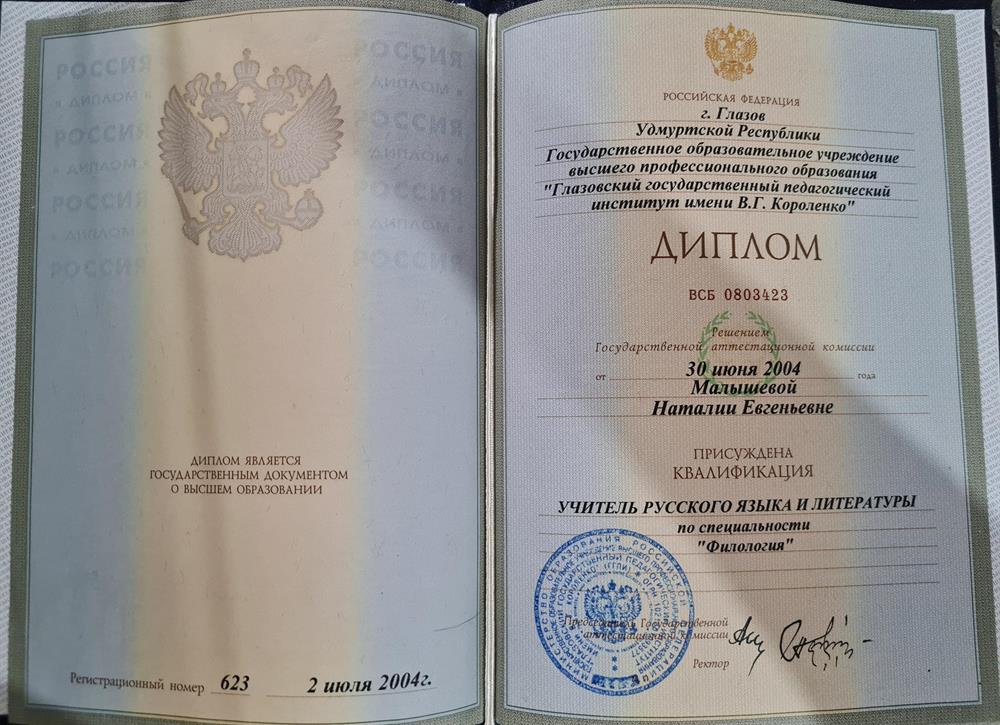 РОССИЯ
ДИПЛОМ
РОССИЯ
ДИПЛОМ
РОССИЯ
ДИПЛОМ
РОССИЯ
РОССИЯ
ДИПЛОМ
РОССИЯ
ДИПЛОМ
РОССИЯ
ДИПЛОМ
РОССИЯ
ДИПЛОМ ЯВЛЯЕТСЯ
ГОСУДАРСТВЕННЫМ ДОКУМЕНТОМ
О ВЫСШЕМ ОБРАЗОВАНИИ
Регистрационный номер 623 2 июля 2004г.
РОССИЙСКАЯ ФЕДЕРАЦИЯ
г. Глазов
Удмуртской Республики
Государственное образовательное учреждение
высшего профессионального образования
"Глазовский государственный педагогический
институт имени В.Г. Короленко"
ДИПЛОМ
ВСБ 0803423
Решением
Государственной аттестационной комиссии
от 30 июня 2004 года
Малышевой
Наталии Евгеньевне
ПРИСУЖДЕНА
КВАЛИФИКАЦИЯ
УЧИТЕЛЬ РУССКОГО ЯЗЫКА И ЛИТЕРАТУРЫ
по специальности
"Филология"
Председатель Государственной
аттестационной комиссии
Ректор